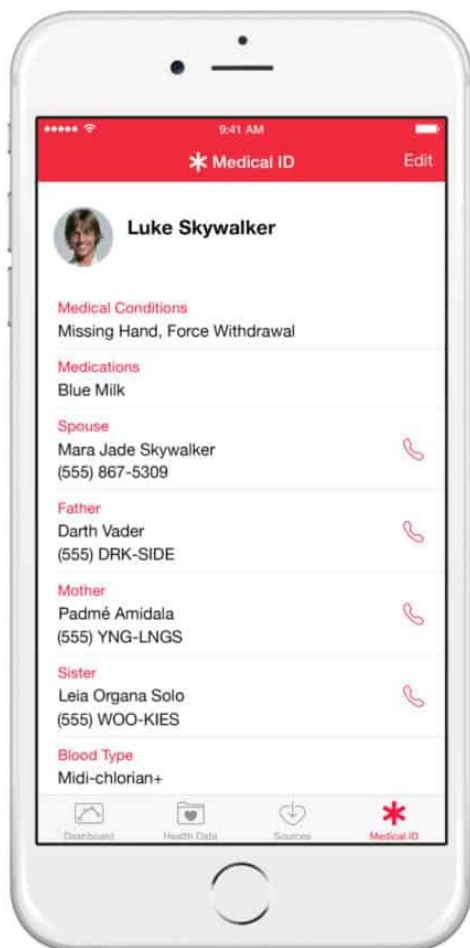 9:41 AM
Medical ID
Edit
Luke Skywalker
Medical Conditions
Missing Hand, Force Withdrawal
Medications
Blue Milk
Spouse
Mara Jade Skywalker
(555) 867-5309
Father
Darth Vader
(555) DRK-SIDE
Mother
Padmé Amidala
(555) YNG-LNGS
Sister
Leia Organa Solo
(555) WOO-KIES
Blood Type
Midi-chlorian+
Dashboard
Health Data
Sources
Medical ID